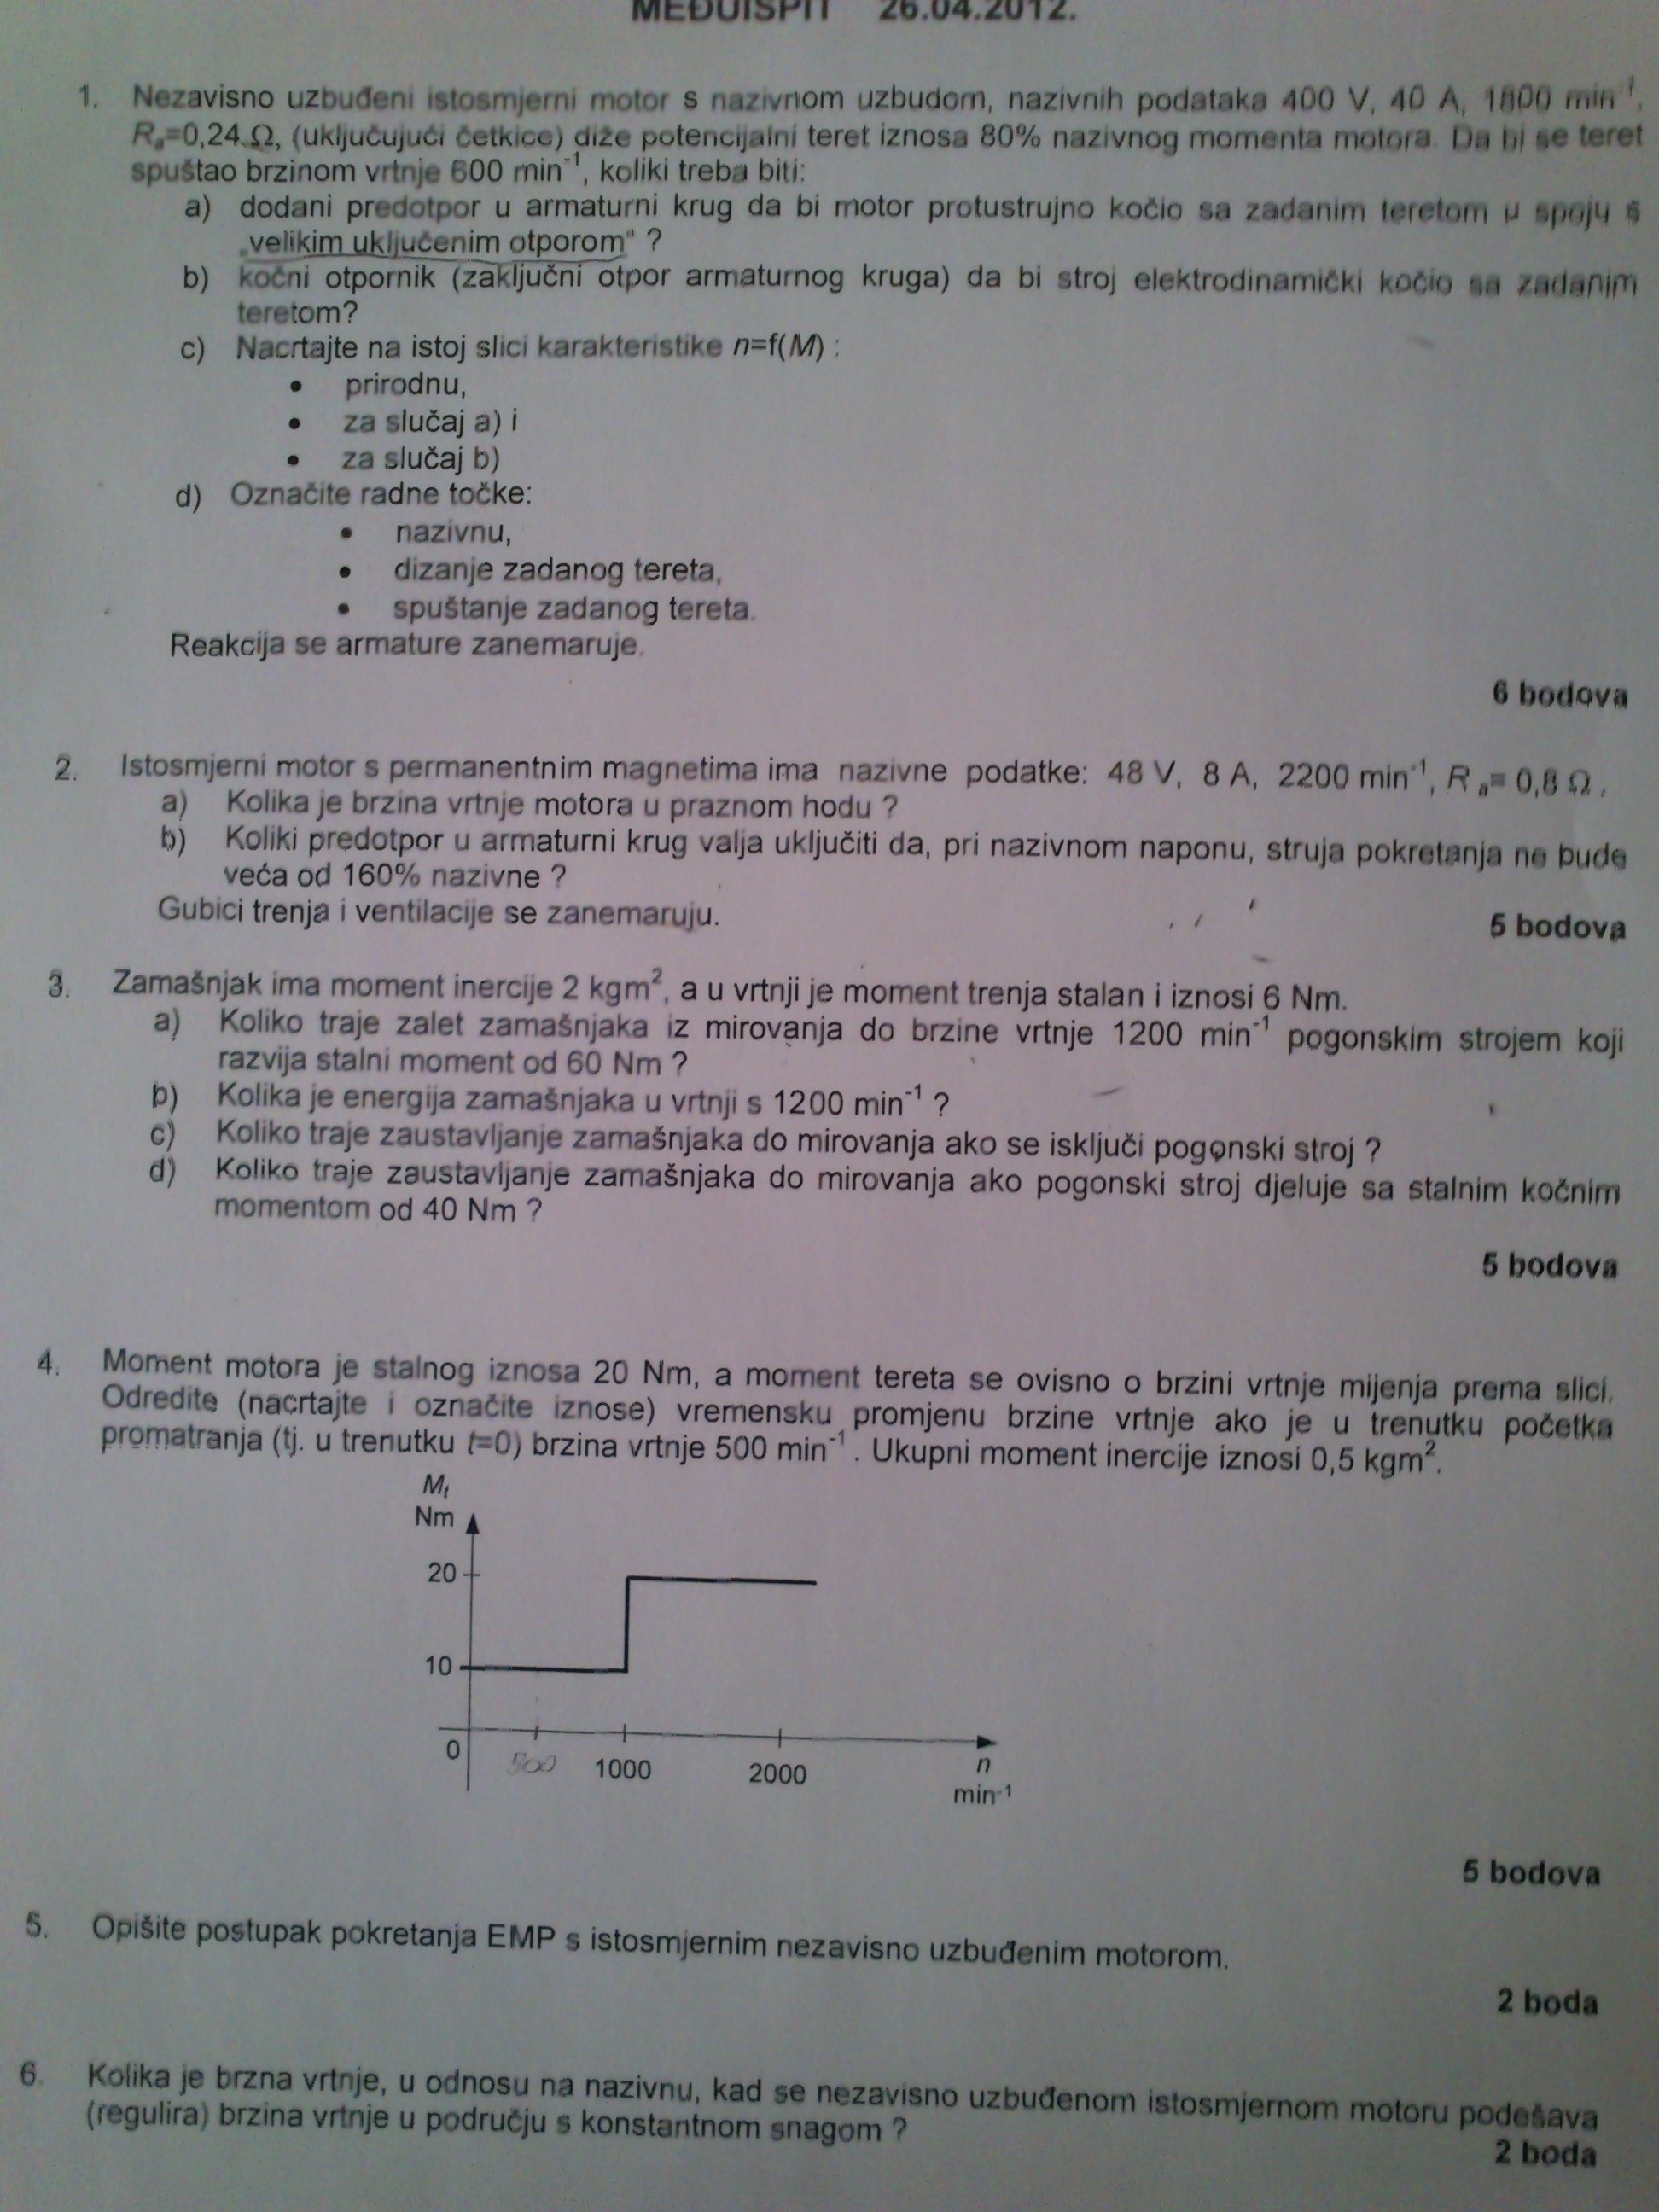 MEĐUISPIT 26.04.2012.
1. Nezavisno uzbuđeni istosmjerni motor s nazivnom uzbudom, nazivnih podataka 400 V, 40 A, 1800 min⁻¹,
Rₐ=0,24 Ω, (uključujući četkice) diže potencijalni teret iznosa 80% nazivnog momenta motora. Da bi se teret
spuštao brzinom vrtnje 600 min⁻¹, koliki treba biti:
a) dodani predotpor u armaturni krug da bi motor protustrujno kočio sa zadanim teretom u spoju s
„velikim uključenim otporom“ ?
b) kočni otpornik (zaključni otpor armaturnog kruga) da bi stroj elektrodinamički kočio sa zadanim
teretom?
c) Nacrtajte na istoj slici karakteristike n=f(M) :
• prirodnu,
• za slučaj a) i
• za slučaj b)
d) Označite radne točke:
• nazivnu,
• dizanje zadanog tereta,
• spuštanje zadanog tereta.
Reakcija se armature zanemaruje.
6 bodova
2. Istosmjerni motor s permanentnim magnetima ima nazivne podatke: 48 V, 8 A, 2200 min⁻¹, R ₐ= 0,8 Ω.
a) Kolika je brzina vrtnje motora u praznom hodu ?
b) Koliki predotpor u armaturni krug valja uključiti da, pri nazivnom naponu, struja pokretanja ne bude
veća od 160% nazivne ?
Gubici trenja i ventilacije se zanemaruju.
5 bodova
3. Zamašnjak ima moment inercije 2 kgm², a u vrtnji je moment trenja stalan i iznosi 6 Nm.
a) Koliko traje zalet zamašnjaka iz mirovanja do brzine vrtnje 1200 min⁻¹ pogonskim strojem koji
razvija stalni moment od 60 Nm ?
b) Kolika je energija zamašnjaka u vrtnji s 1200 min⁻¹ ?
c) Koliko traje zaustavljanje zamašnjaka do mirovanja ako se isključi pogonski stroj ?
d) Koliko traje zaustavljanje zamašnjaka do mirovanja ako pogonski stroj djeluje sa stalnim kočnim
momentom od 40 Nm ?
5 bodova
4. Moment motora je stalnog iznosa 20 Nm, a moment tereta se ovisno o brzini vrtnje mijenja prema slici.
Odredite (nacrtajte i označite iznose) vremensku promjenu brzine vrtnje ako je u trenutku početka
promatranja (tj. u trenutku t=0) brzina vrtnje 500 min⁻¹ . Ukupni moment inercije iznosi 0,5 kgm².
Mₜ
Nm
20
10
0 500 1000 2000 n
min⁻¹
5 bodova
5. Opišite postupak pokretanja EMP s istosmjernim nezavisno uzbuđenim motorom.
2 boda
6. Kolika je brzna vrtnje, u odnosu na nazivnu, kad se nezavisno uzbuđenom istosmjernom motoru podešava
(regulira) brzina vrtnje u području s konstantnom snagom ?
2 boda